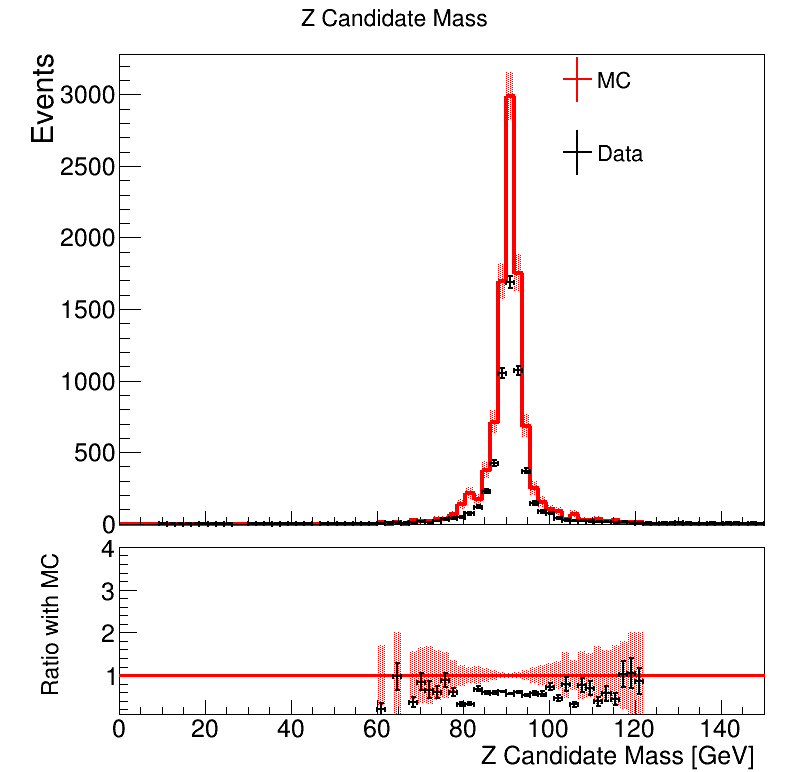 Z Candidate Mass
Events
3000
2500
2000
1500
1000
500
0
MC
Data
Ratio with MC
4
3
2
1
0 20 40 60 80 100 120 140
Z Candidate Mass [GeV]